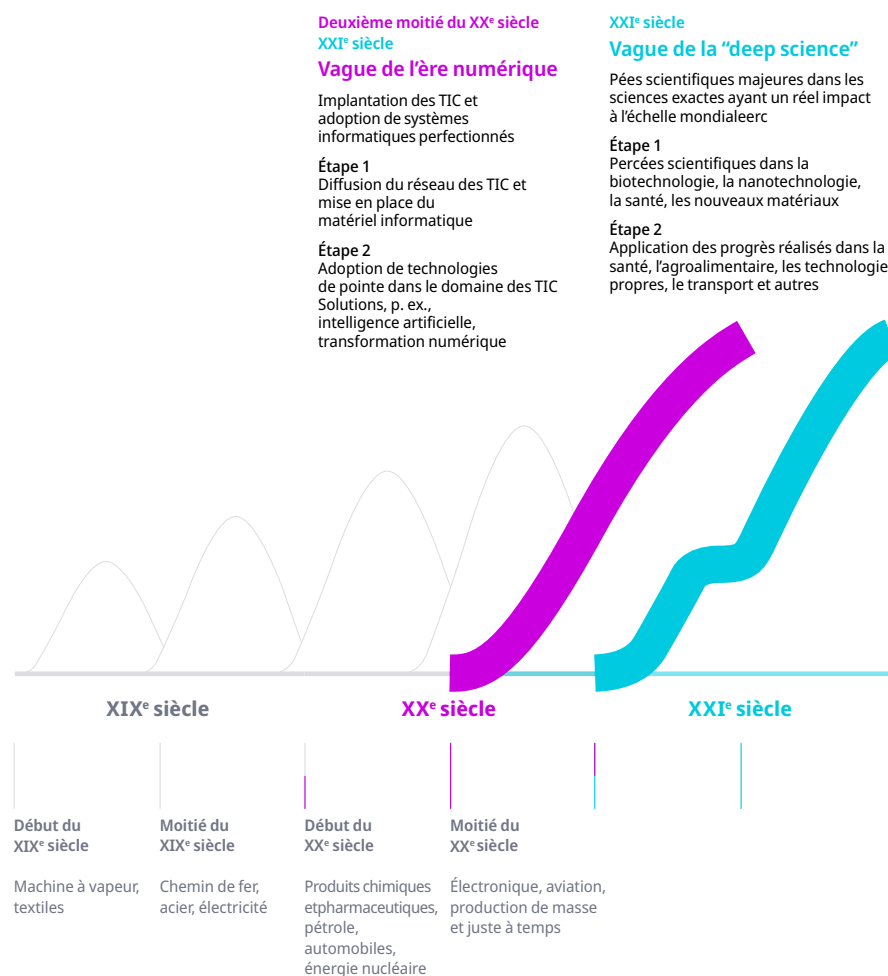 Deuxième moitié du XXᵉ siècle
XXIᵉ siècle
Vague de l’ère numérique
Implantation des TIC et
adoption de systèmes
informatiques perfectionnés
Étape 1
Diffusion du réseau des TIC et
mise en place du
matériel informatique
Étape 2
Adoption de technologies
de pointe dans le domaine des TIC
Solutions, p. ex.,
intelligence artificielle,
transformation numérique
XXIᵉ siècle
Vague de la “deep science”
Pées scientifiques majeures dans les
sciences exactes ayant un réel impact
à l’échelle mondialeerc
Étape 1
Percées scientifiques dans la
biotechnologie, la nanotechnologie,
la santé, les nouveaux matériaux
Étape 2
Application des progrès réalisés dans la
santé, l’agroalimentaire, les technologie
propres, le transport et autres
XIXᵉ siècle
XXᵉ siècle
XXIᵉ siècle
Début du
XIXᵉ siècle
Machine à vapeur,
textiles
Moitié du
XIXᵉ siècle
Chemin de fer,
acier, électricité
Début du
XXᵉ siècle
Produits chimiques
etpharmaceutiques,
pétrole,
automobiles,
énergie nucléaire
Moitié du
XXᵉ siècle
Électronique, aviation,
production de masse
et juste à temps